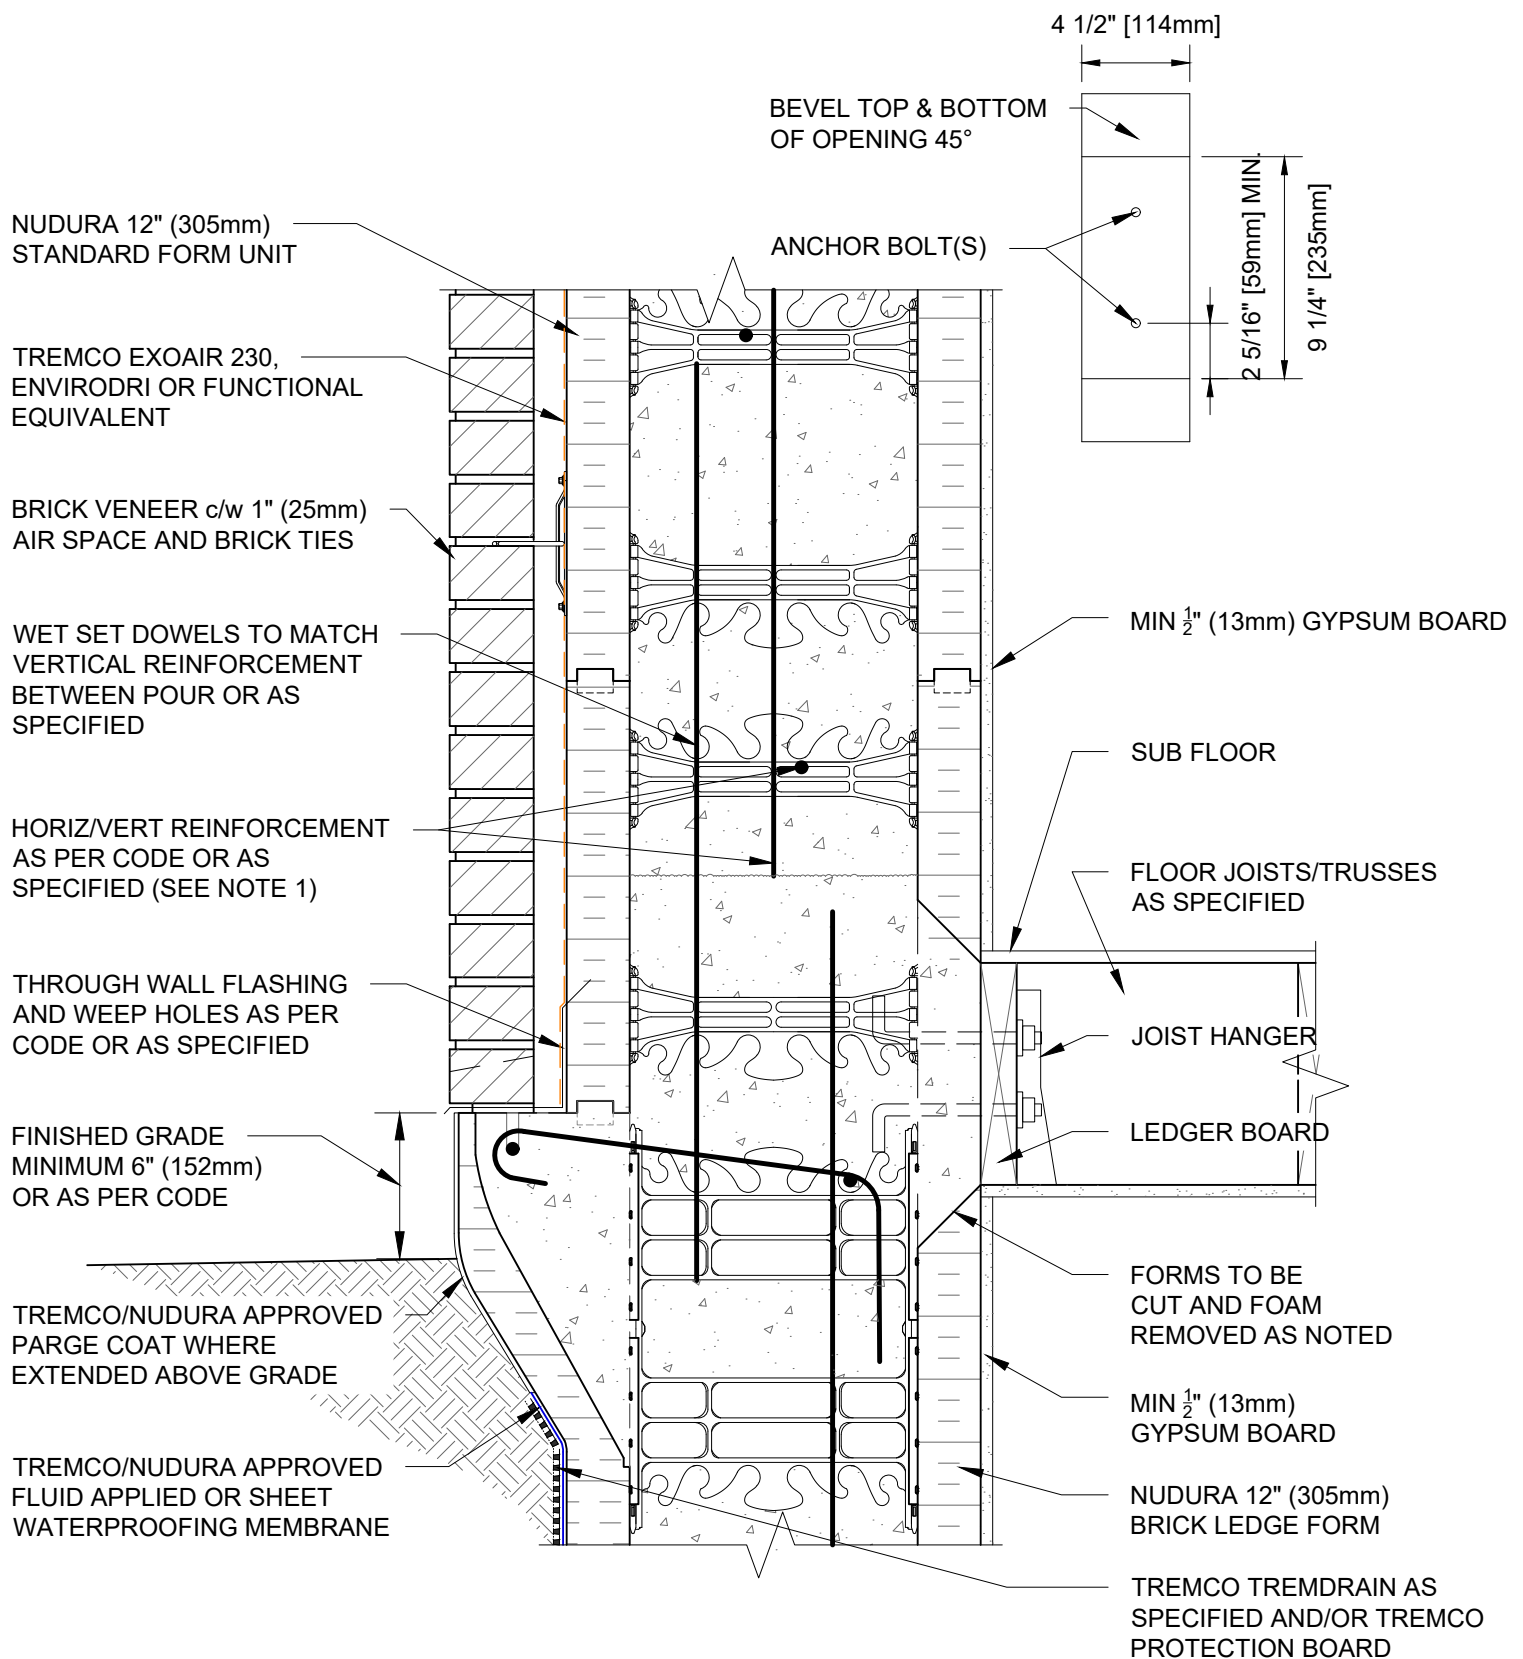 4 1/2" [114mm]
BEVEL TOP & BOTTOM
OF OPENING 45°
ANCHOR BOLT(S)
2 5/16" [59mm] MIN.
9 1/4" [235mm]
NUDURA 12" (305mm)
STANDARD FORM UNIT
TREMCO EXOAIR 230,
ENVIRODRI OR FUNCTIONAL
EQUIVALENT
BRICK VENEER c/w 1" (25mm)
AIR SPACE AND BRICK TIES
WET SET DOWELS TO MATCH
VERTICAL REINFORCEMENT
BETWEEN POUR OR AS
SPECIFIED
HORIZ/VERT REINFORCEMENT
AS PER CODE OR AS
SPECIFIED (SEE NOTE 1)
THROUGH WALL FLASHING
AND WEEP HOLES AS PER
CODE OR AS SPECIFIED
FINISHED GRADE
MINIMUM 6" (152mm)
OR AS PER CODE
TREMCO/NUDURA APPROVED
PARGE COAT WHERE
EXTENDED ABOVE GRADE
TREMCO/NUDURA APPROVED
FLUID APPLIED OR SHEET
WATERPROOFING MEMBRANE
MIN 1/2" (13mm) GYPSUM BOARD
SUB FLOOR
FLOOR JOISTS/TRUSSES
AS SPECIFIED
JOIST HANGER
LEDGER BOARD
FORMS TO BE
CUT AND FOAM
REMOVED AS NOTED
MIN 1/2" (13mm)
GYPSUM BOARD
NUDURA 12" (305mm)
BRICK LEDGE FORM
TREMCO TREMDRAIN AS
SPECIFIED AND/OR TREMCO
PROTECTION BOARD